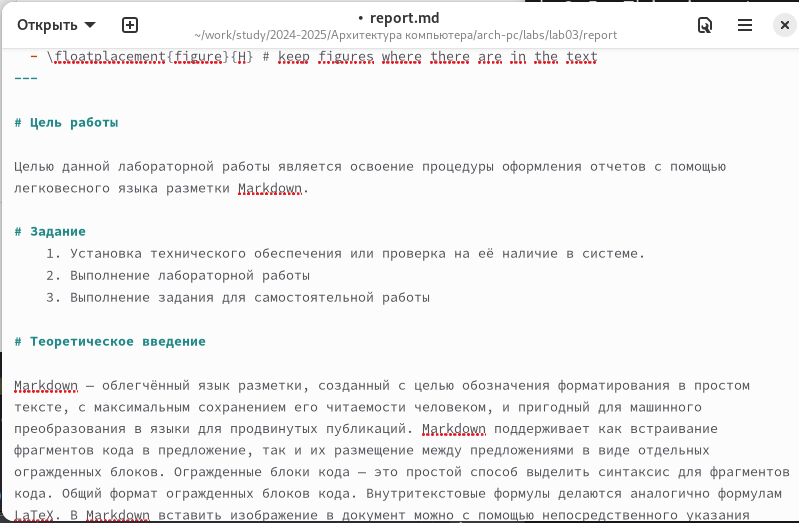 Открыть
• report.md
~/work/study/2024-2025/Архитектура компьютера/arch-pc/labs/lab03/report
- \floatplacement{figure}{H} # keep figures where there are in the text
---
# Цель работы
Целью данной лабораторной работы является освоение процедуры оформления отчетов с помощью
легковесного языка разметки Markdown.
# Задание
1. Установка технического обеспечения или проверка на её наличие в системе.
2. Выполнение лабораторной работы
3. Выполнение задания для самостоятельной работы
# Теоретическое введение
Markdown — облегчённый язык разметки, созданный с целью обозначения форматирования в простом
тексте, с максимальным сохранением его читаемости человеком, и пригодный для машинного
преобразования в языки для продвинутых публикаций. Markdown поддерживает как встраивание
фрагментов кода в предложение, так и их размещение между предложениями в виде отдельных
огражденных блоков. Огражденные блоки кода — это простой способ выделить синтаксис для фрагментов
кода. Общий формат огражденных блоков кода. Внутритекстовые формулы делаются аналогично формулам
LaTeX. В Markdown вставить изображение в документ можно с помощью непосредственного указания